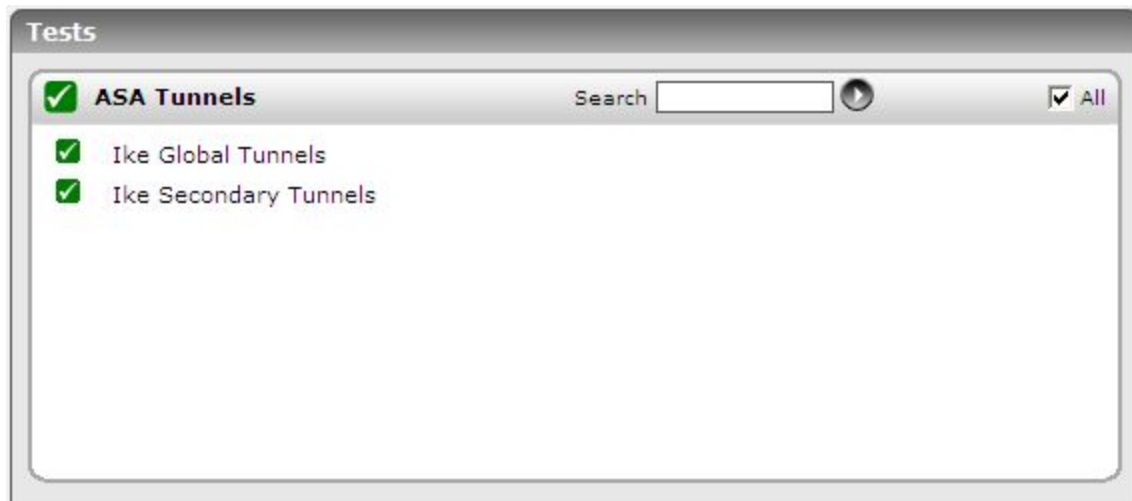 Tests
ASA Tunnels Search All
Ike Global Tunnels
Ike Secondary Tunnels